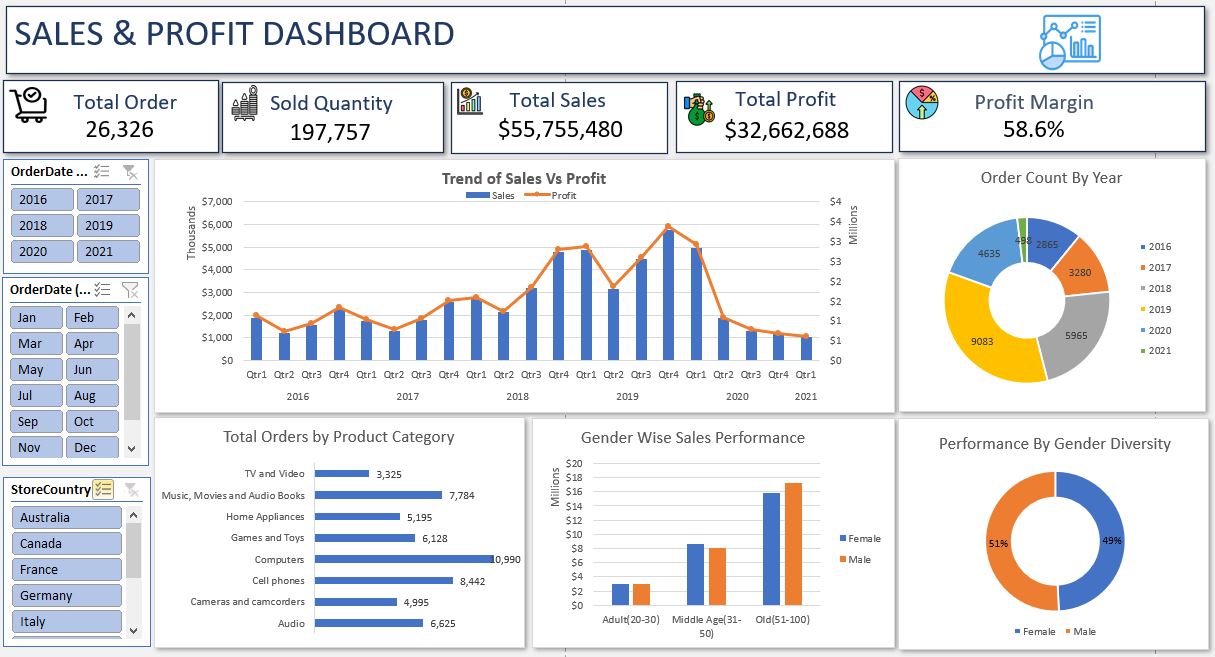 SALES & PROFIT DASHBOARD
Total Order
26,326
Sold Quantity
197,757
Total Sales
$55,755,480
Total Profit
$32,662,688
Profit Margin
58.6%
OrderDate ...
2016 2017
2018 2019
2020 2021
OrderDate (...
Jan Feb
Mar Apr
May Jun
Jul Aug
Sep Oct
Nov Dec
StoreCountry
Australia
Canada
France
Germany
Italy
Trend of Sales Vs Profit
Sales Profit
Thousands
$7,000
$6,000
$5,000
$4,000
$3,000
$2,000
$1,000
$0
Millions
$4
$4
$3
$3
$2
$2
$1
$1
$0
Qtr1 Qtr2 Qtr3 Qtr4 Qtr1 Qtr2 Qtr3 Qtr4 Qtr1 Qtr2 Qtr3 Qtr4 Qtr1 Qtr2 Qtr3 Qtr4 Qtr1 Qtr2 Qtr3 Qtr4 Qtr1
2016 2017 2018 2019 2020 2021
Order Count By Year
498
2865
4635
3280
5965
9083
2016
2017
2018
2019
2020
2021
Total Orders by Product Category
TV and Video 3,325
Music, Movies and Audio Books 7,784
Home Appliances 5,195
Games and Toys 6,128
Computers 10,990
Cell phones 8,442
Cameras and camcorders 4,995
Audio 6,625
Gender Wise Sales Performance
Millions
$20
$18
$16
$14
$12
$10
$8
$6
$4
$2
$0
Adult(20-30) Middle Age(31- Old(51-100)
50)
Female
Male
Performance By Gender Diversity
51% 49%
Female Male